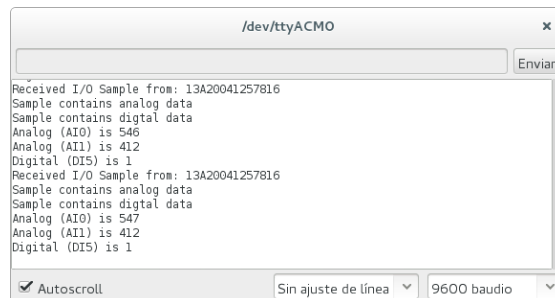 /dev/ttyACM0
Enviar
Received I/O Sample from: 13A20041257816
Sample contains analog data
Sample contains digtal data
Analog (AI0) is 546
Analog (AI1) is 412
Digital (DI5) is 1
Received I/O Sample from: 13A20041257816
Sample contains analog data
Sample contains digtal data
Analog (AI0) is 547
Analog (AI1) is 412
Digital (DI5) is 1
Autoscroll
Sin ajuste de línea
9600 baudio